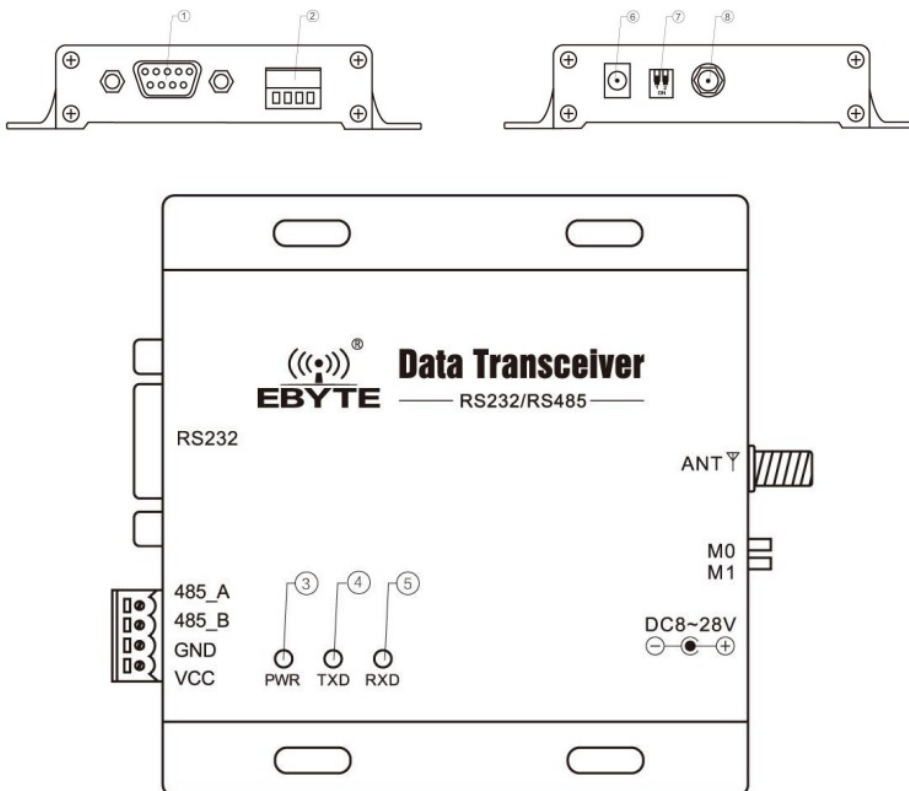 ① ② ⑥ ⑦ ⑧
ON
® Data Transceiver
EBYTE RS232/RS485
RS232
ANT
M0
M1
485_A
485_B
GND
VCC
③ ④ ⑤
PWR TXD RXD
DC8~28V